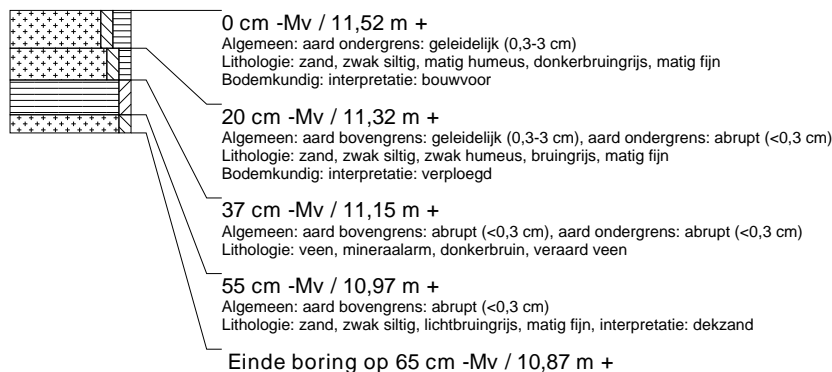 0 cm -Mv / 11,52 m +
Algemeen: aard ondergrens: geleidelijk (0,3-3 cm)
Lithologie: zand, zwak siltig, matig humeus, donkerbruingrijs, matig fijn
Bodemkundig: interpretatie: bouwvoor
20 cm -Mv / 11,32 m +
Algemeen: aard bovengrens: geleidelijk (0,3-3 cm), aard ondergrens: abrupt (<0,3 cm)
Lithologie: zand, zwak siltig, zwak humeus, bruingrijs, matig fijn
Bodemkundig: interpretatie: verploegd
37 cm -Mv / 11,15 m +
Algemeen: aard bovengrens: abrupt (<0,3 cm), aard ondergrens: abrupt (<0,3 cm)
Lithologie: veen, mineraalarm, donkerbruin, veraard veen
55 cm -Mv / 10,97 m +
Algemeen: aard bovengrens: abrupt (<0,3 cm)
Lithologie: zand, zwak siltig, lichtbruingrijs, matig fijn, interpretatie: dekzand
Einde boring op 65 cm -Mv / 10,87 m +